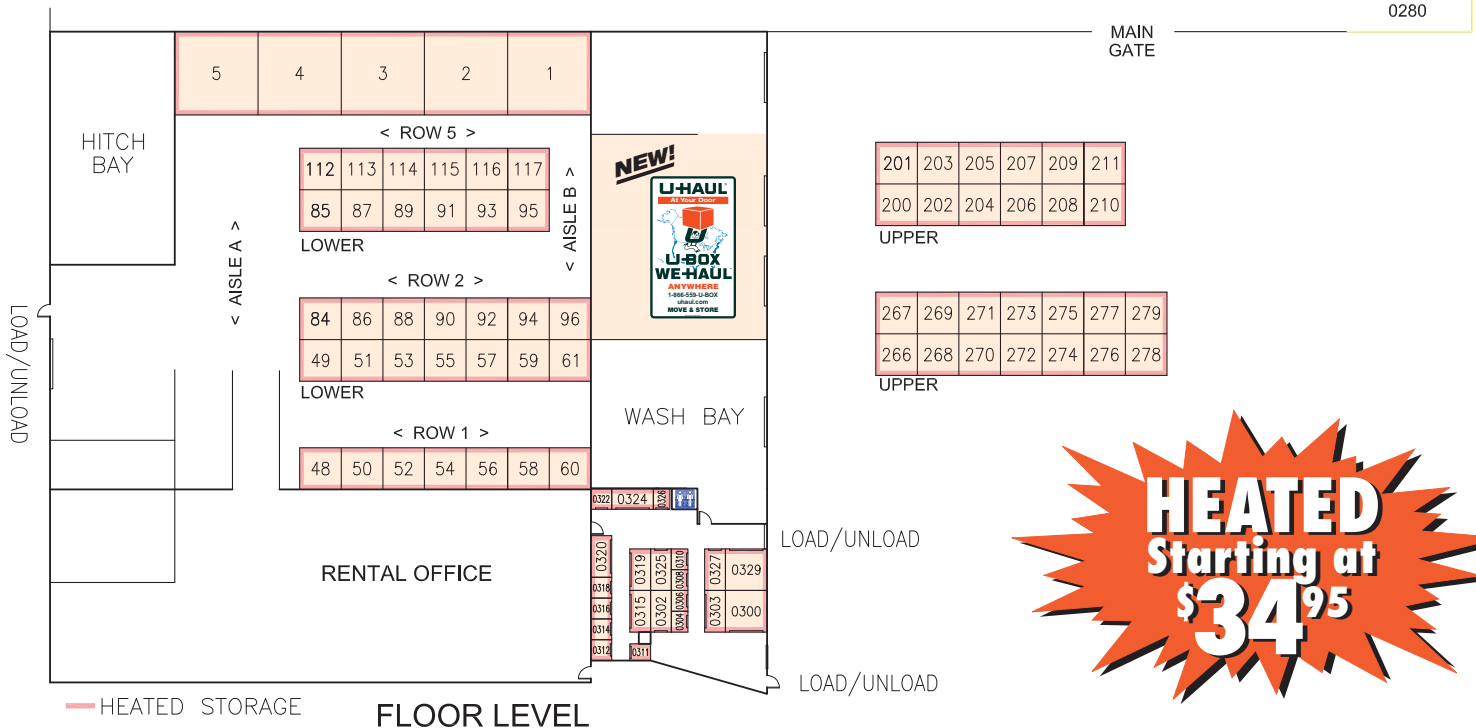 0280
MAIN
GATE
5 4 3 2 1
HITCH
BAY
< ROW 5 >
112 113 114 115 116 117
85 87 89 91 93 95
LOWER
< AISLE A >
< AISLE B >
NEW!
U-HAUL
At Your Door
U
U-BOX
WE-HAUL
ANYWHERE
1-866-559-U-BOX
uhaul.com
MOVE & STORE
201 203 205 207 209 211
200 202 204 206 208 210
UPPER
< ROW 2 >
84 86 88 90 92 94 96
49 51 53 55 57 59 61
LOWER
267 269 271 273 275 277 279
266 268 270 272 274 276 278
UPPER
LOAD/UNLOAD
WASH BAY
< ROW 1 >
48 50 52 54 56 58 60
0322 0324 0326
RENTAL OFFICE
0320
0318
0316
0314
0312
0319 0325 0310
0308
0315 0302 0306
0304
0311
0327 0329
0303 0300
LOAD/UNLOAD
LOAD/UNLOAD
HEATED
Starting at
$34 95
HEATED STORAGE
FLOOR LEVEL